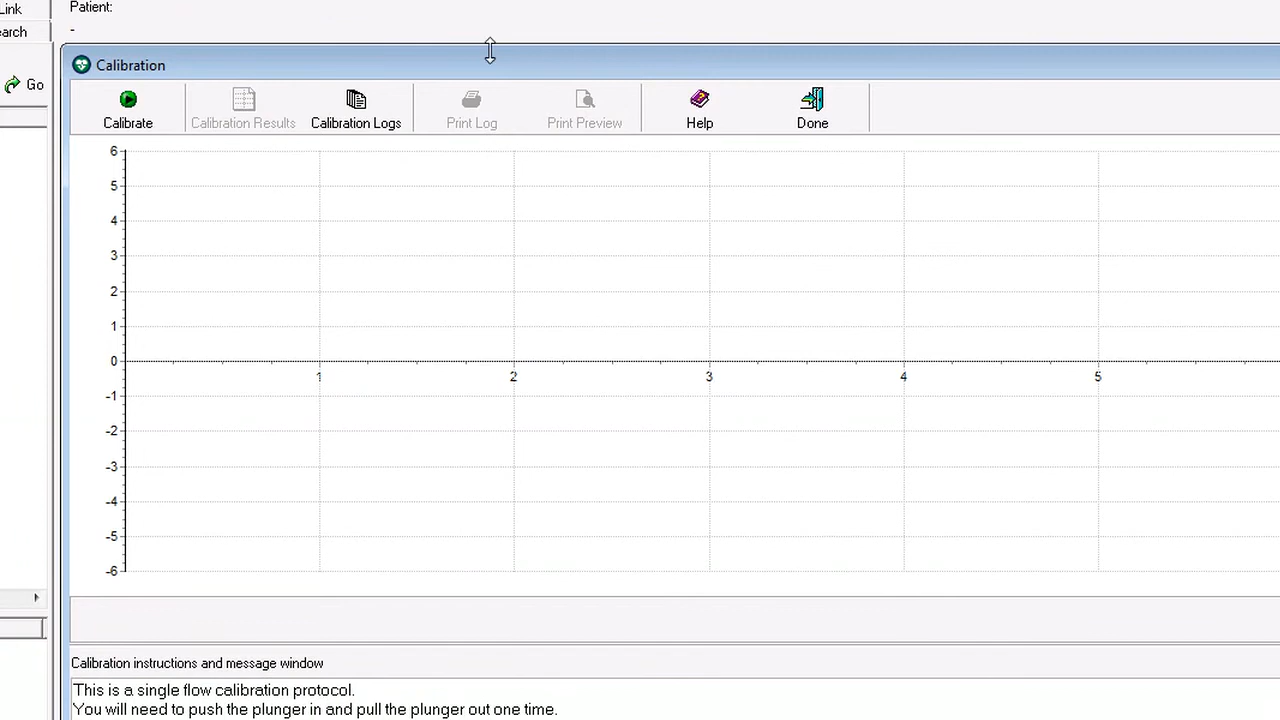 Link
Patient:
earch
-
Go
Calibration
Calibrate
Calibration Results
Calibration Logs
Print Log
Print Preview
Help
Done
6
5
4
3
2
1
0
1 2 3 4 5
-1
-2
-3
-4
-5
-6
Calibration instructions and message window
This is a single flow calibration protocol.
You will need to push the plunger in and pull the plunger out one time.